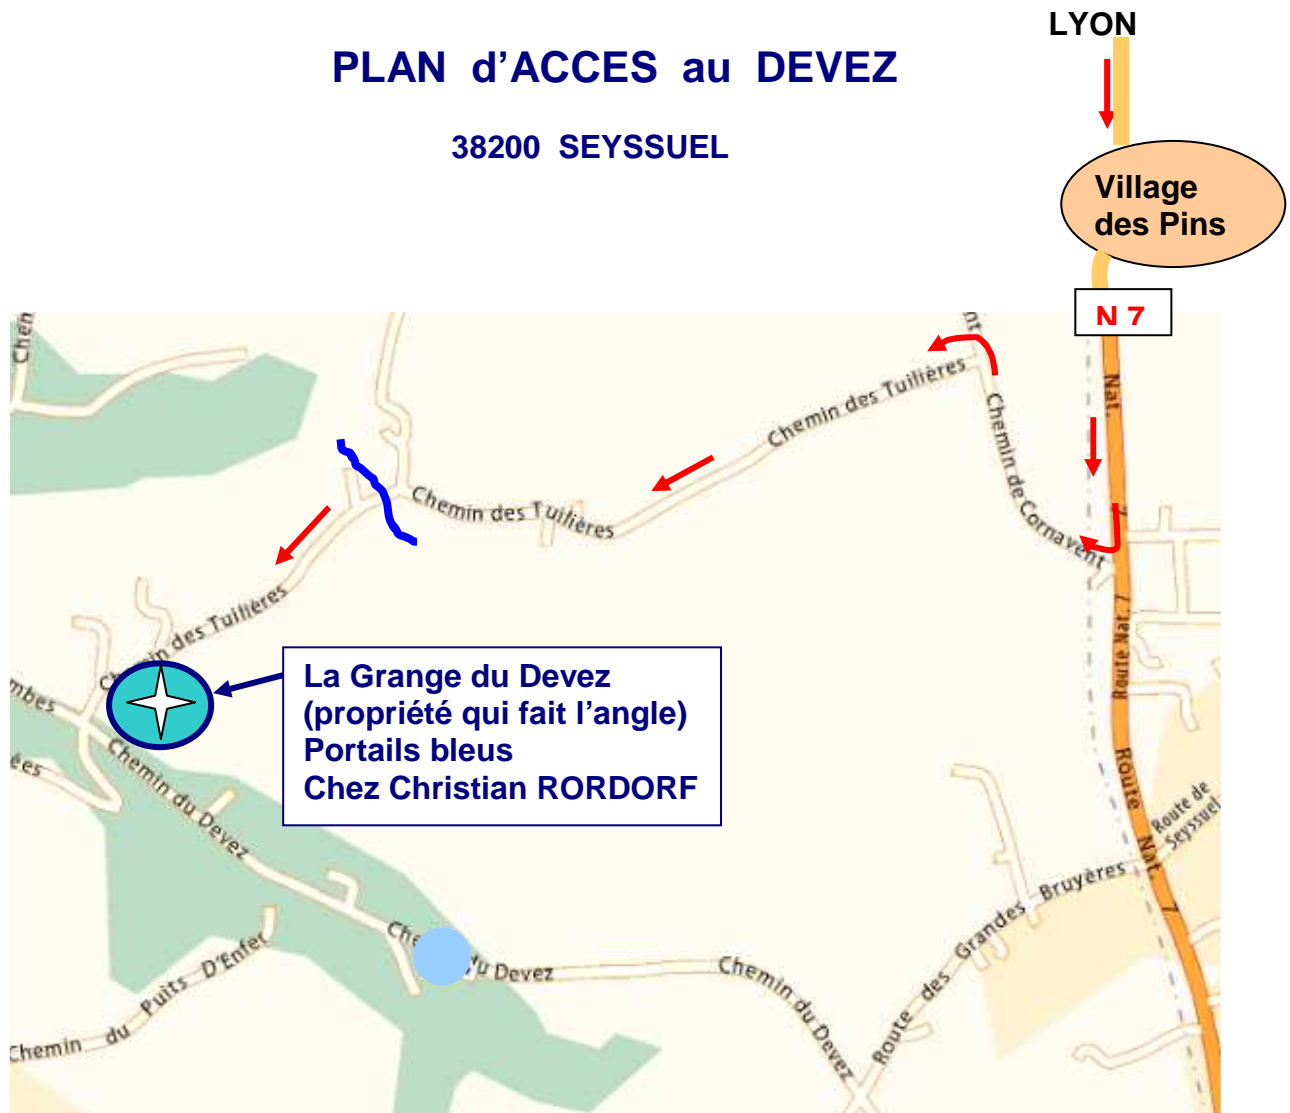 LYON
PLAN d’ACCES au DEVEZ
38200 SEYSSUEL
Village
des Pins
N 7
Nat.
7
Chemin des Tuilières
Chemin de Cornavent
Chemin des Tuilières
Chemin des Tuilières
Route Nat. 7
La Grange du Devez
(propriété qui fait l’angle)
Portails bleus
Chez Christian RORDORF
Chemin du Devez
Route Nat. 7
Route de
Seyssuel
Route des Grandes Bruyères
du Devez
Chemin du Devez
Chemin du Puits D'Enfer